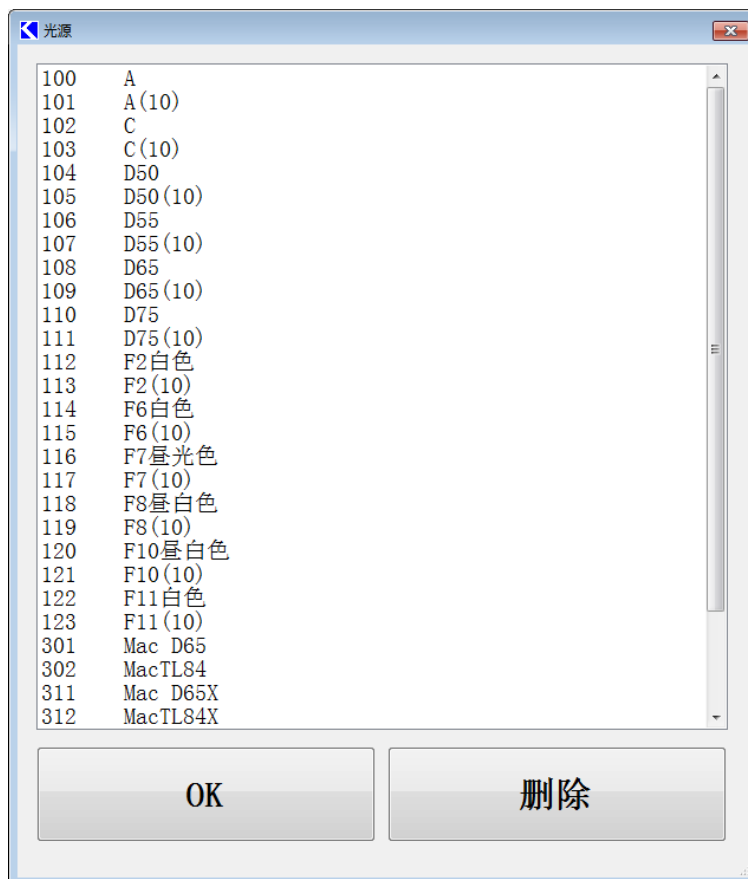 光源
100 A
101 A(10)
102 C
103 C(10)
104 D50
105 D50(10)
106 D55
107 D55(10)
108 D65
109 D65(10)
110 D75
111 D75(10)
112 F2白色
113 F2(10)
114 F6白色
115 F6(10)
116 F7昼光色
117 F7(10)
118 F8昼白色
119 F8(10)
120 F10昼白色
121 F10(10)
122 F11白色
123 F11(10)
301 Mac D65
302 MacTL84
311 Mac D65X
312 MacTL84X
OK 删除